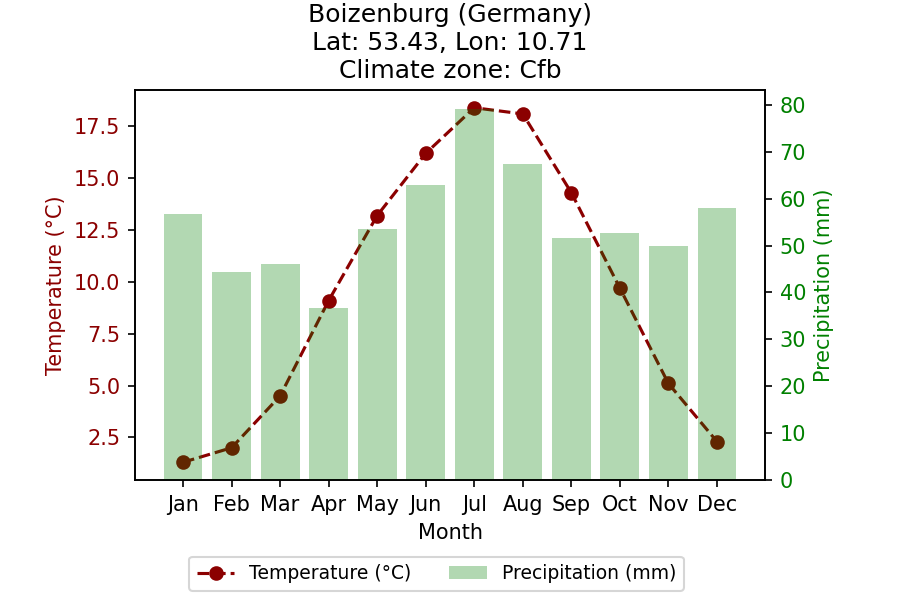 Boizenburg (Germany)
Lat: 53.43, Lon: 10.71
Climate zone: Cfb
Temperature (°C)
17.5
15.0
12.5
10.0
7.5
5.0
2.5
80
70
60
50
40
30
20
10
0
Precipitation (mm)
Jan Feb Mar Apr May Jun Jul Aug Sep Oct Nov Dec
Month
Temperature (°C) Precipitation (mm)